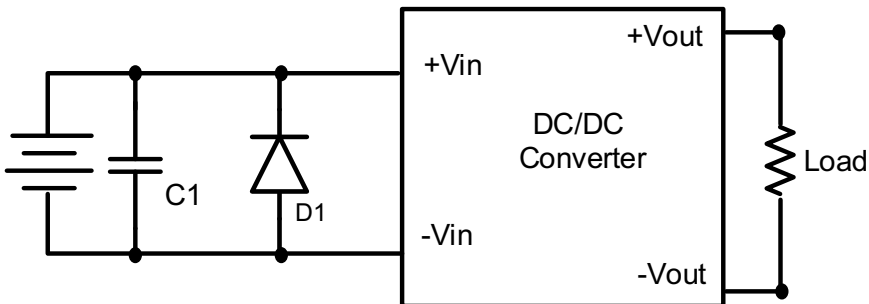 +Vout
+Vin
DC/DC
Converter
Load
C1
D1
-Vin
-Vout